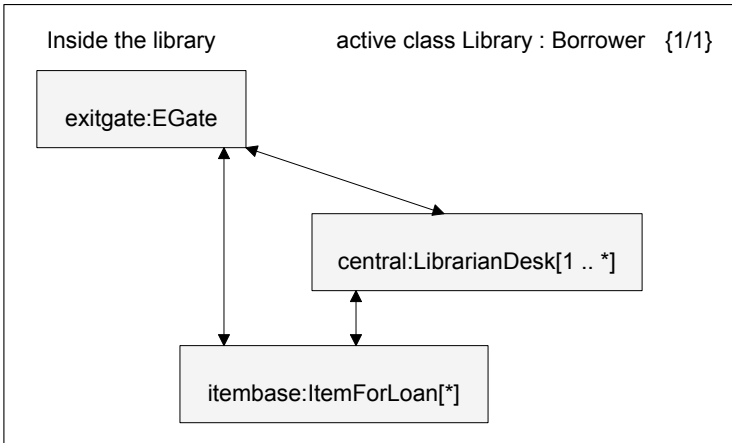 Inside the library
active class Library : Borrower {1/1}
exitgate:EGate
central:LibrarianDesk[1 .. *]
itembase:ItemForLoan[*]